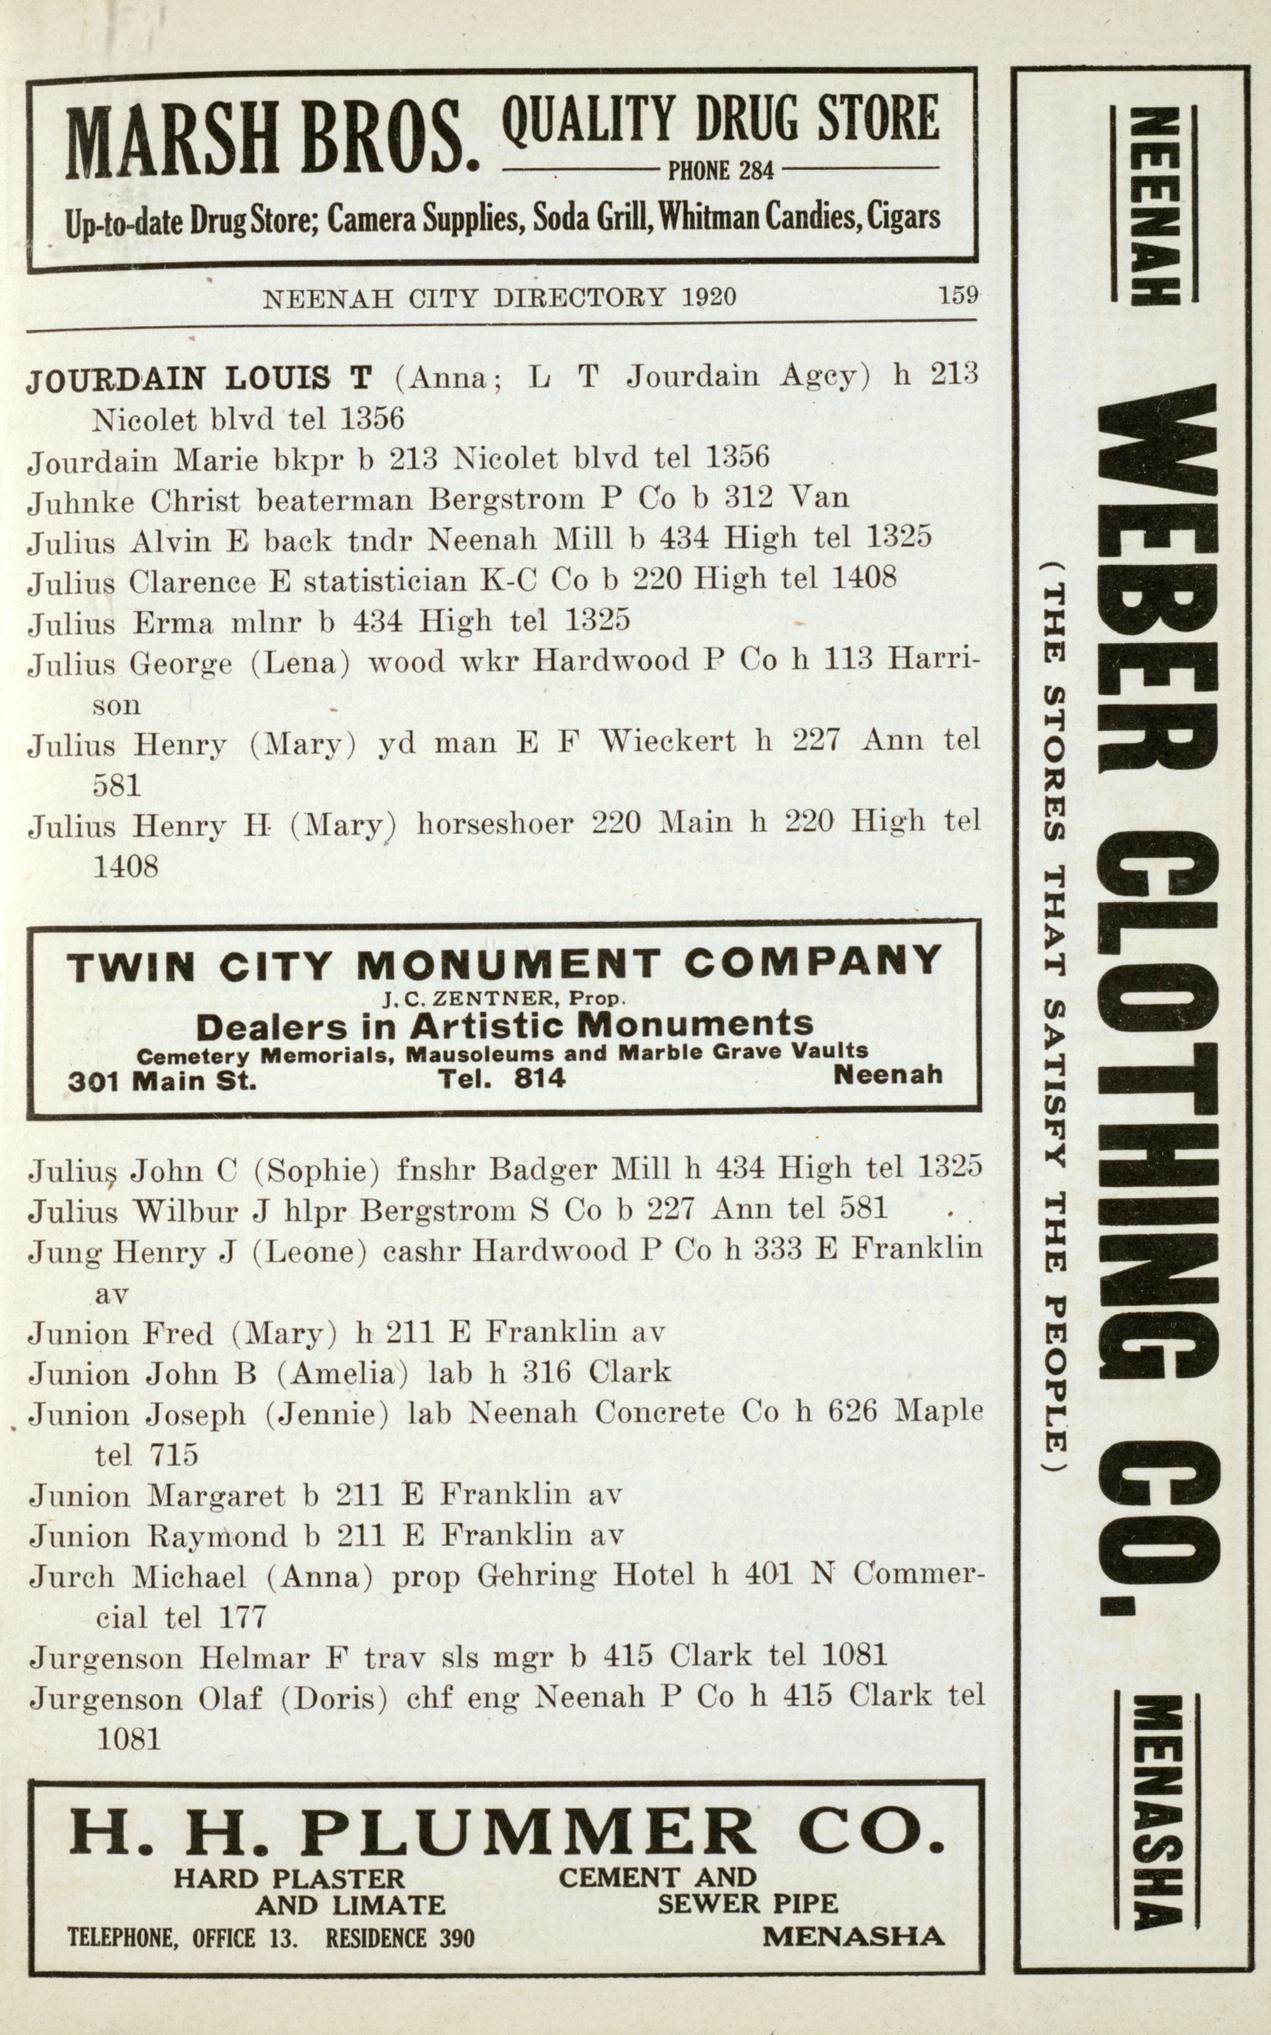 MARSH BROS. QUALITY DRUG STORE
PHONE 284
Up-to-date Drug Store; Camera Supplies, Soda Grill, Whitman Candies, Cigars
NEENAH CITY DIRECTORY 1920 159
JOURDAIN LOUIS T (Anna; L T Jourdain Agcy) h 213
Nicolet blvd tel 1356
Jourdain Marie bkpr b 213 Nicolet blvd tel 1356
Juhnke Christ beaterman Bergstrom P Co b 312 Van
Julius Alvin E back tndr Neenah Mill b 434 High tel 1325
Julius Clarence E statistician K-C Co b 220 High tel 1408
Julius Erma mlnr b 434 High tel 1325
Julius George (Lena) wood wkr Hardwood P Co h 113 Harri-
son
Julius Henry (Mary) yd man E F Wieckert h 227 Ann tel
581
Julius Henry H (Mary) horseshoer 220 Main h 220 High tel
1408
TWIN CITY MONUMENT COMPANY
J. C. ZENTNER, Prop.
Dealers in Artistic Monuments
Cemetery Memorials, Mausoleums and Marble Grave Vaults
301 Main St. Tel. 814 Neenah
Julius John C (Sophie) fnshr Badger Mill h 434 High tel 1325
Julius Wilbur J hlpr Bergstrom S Co b 227 Ann tel 581
Jung Henry J (Leone) cashr Hardwood P Co h 333 E Franklin
av
Junion Fred (Mary) h 211 E Franklin av
Junion John B (Amelia) lab h 316 Clark
Junion Joseph (Jennie) lab Neenah Concrete Co h 626 Maple
tel 715
Junion Margaret b 211 E Franklin av
Junion Raymond b 211 E Franklin av
Jurch Michael (Anna) prop Gehring Hotel h 401 N Commer-
cial tel 177
Jurgenson Helmar F trav sls mgr b 415 Clark tel 1081
Jurgenson Olaf (Doris) chf eng Neenah P Co h 415 Clark tel
1081
H. H. PLUMMER CO.
HARD PLASTER CEMENT AND
AND LIMATE SEWER PIPE
TELEPHONE, OFFICE 13. RESIDENCE 390 MENASHA
NEENAH WEBER CLOTHING CO. MENASHA
(THE STORES THAT SATISFY THE PEOPLE)